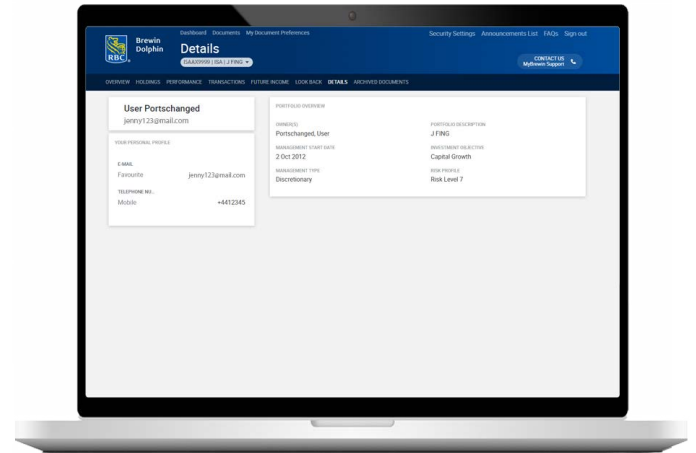 Dashboard Documents My Document Preferences
Security Settings Announcements List FAQs Sign out
RBC
Brewin
Dolphin
Details
ISAAX9999 | ISA | J FING
CONTACT US
MyBrewin Support
OVERVIEW HOLDINGS PERFORMANCE TRANSACTIONS FUTURE INCOME LOOK BACK DETAILS ARCHIVED DOCUMENTS
User Portschanged
jenny123@mail.com
YOUR PERSONAL PROFILE
E-MAIL
Favourite jenny123@mail.com
TELEPHONE NU..
Mobile +4412345
PORTFOLIO OVERVIEW
OWNER(S)
Portschanged, User
PORTFOLIO DESCRIPTION
J FING
MANAGEMENT START DATE
2 Oct 2012
INVESTMENT OBJECTIVE
Capital Growth
MANAGEMENT TYPE
Discretionary
RISK PROFILE
Risk Level 7